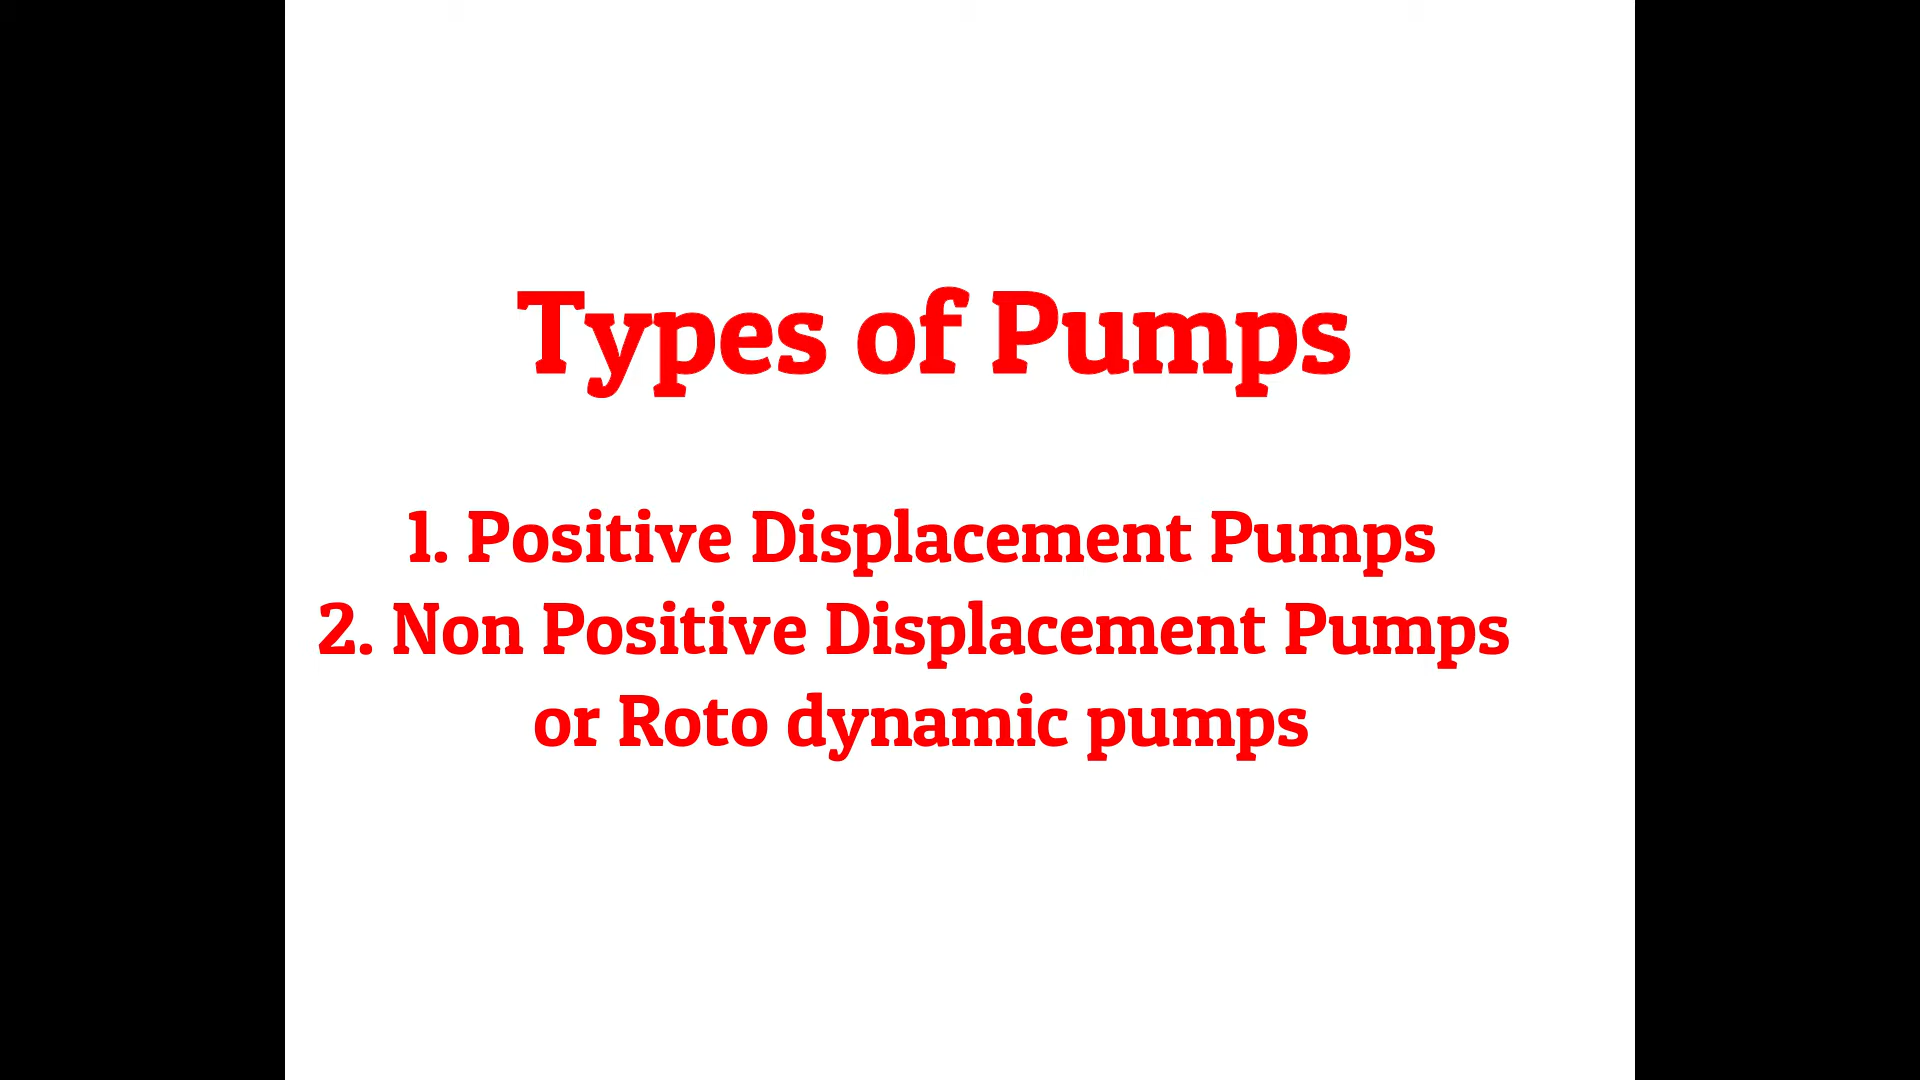 Types of Pumps
1. Positive Displacement Pumps
2. Non Positive Displacement Pumps
or Roto dynamic pumps